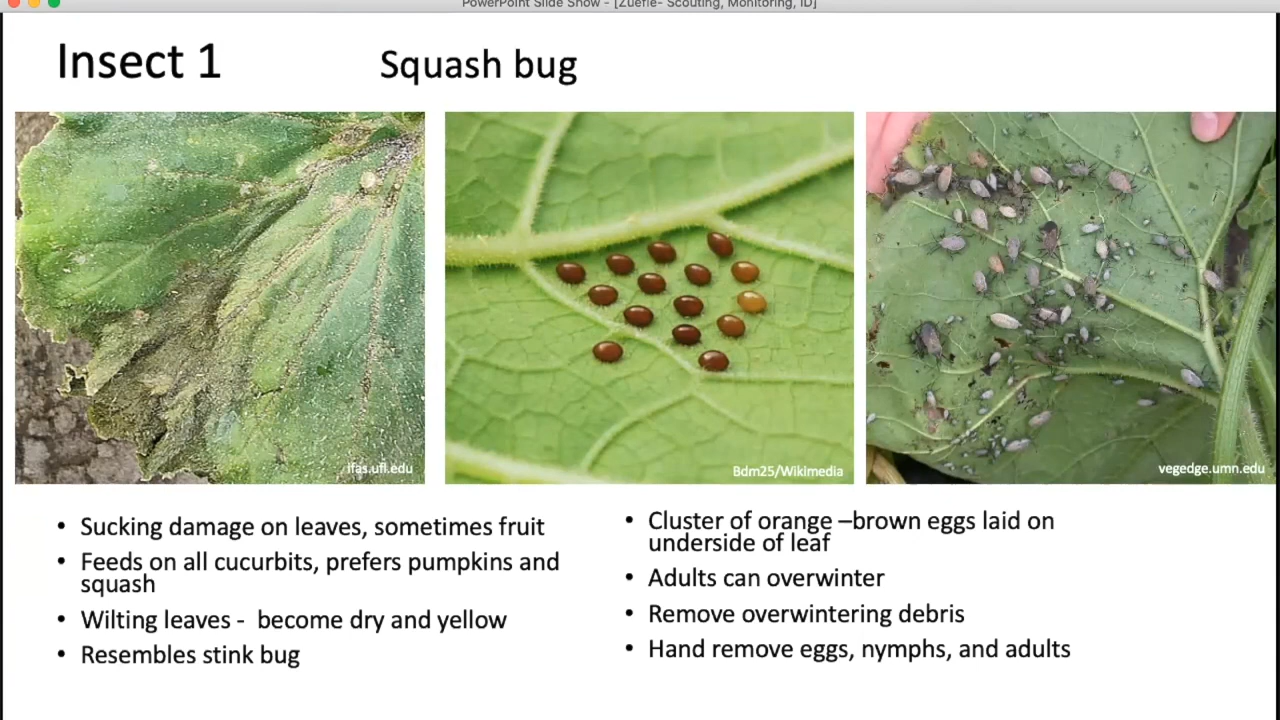 PowerPoint Slide Show - [Zuefle- Scouting, Monitoring, ID]
Insect 1
Squash bug
ifas.ufl.edu
Bdm25/Wikimedia
vegedge.umn.edu
• Sucking damage on leaves, sometimes fruit
• Feeds on all cucurbits, prefers pumpkins and
squash
• Wilting leaves -  become dry and yellow
• Resembles stink bug
• Cluster of orange –brown eggs laid on
underside of leaf
• Adults can overwinter
• Remove overwintering debris
• Hand remove eggs, nymphs, and adults